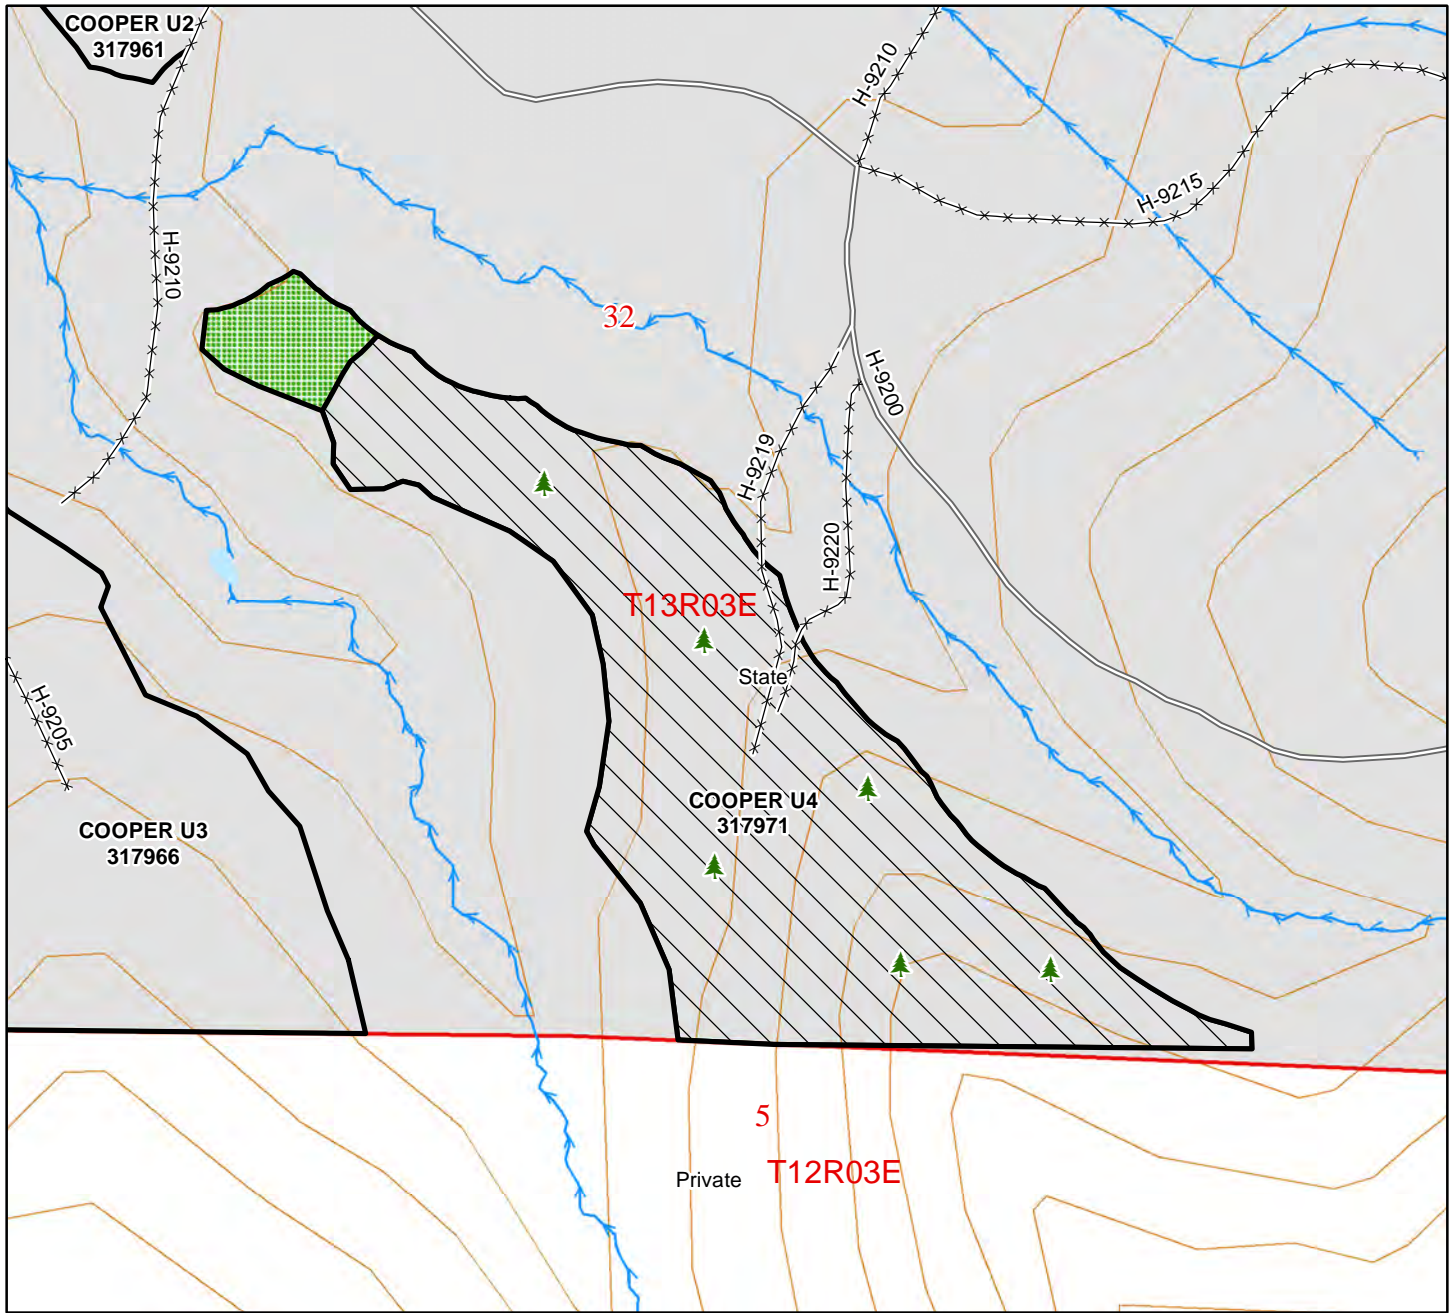 COOPER U2
317961
H-9210
H-9215
H-9210
32
H-9200
H-9219
H-9220
T13R03E
State
H-9205
COOPER U4
317971
COOPER U3
317966
5
Private
T12R03E